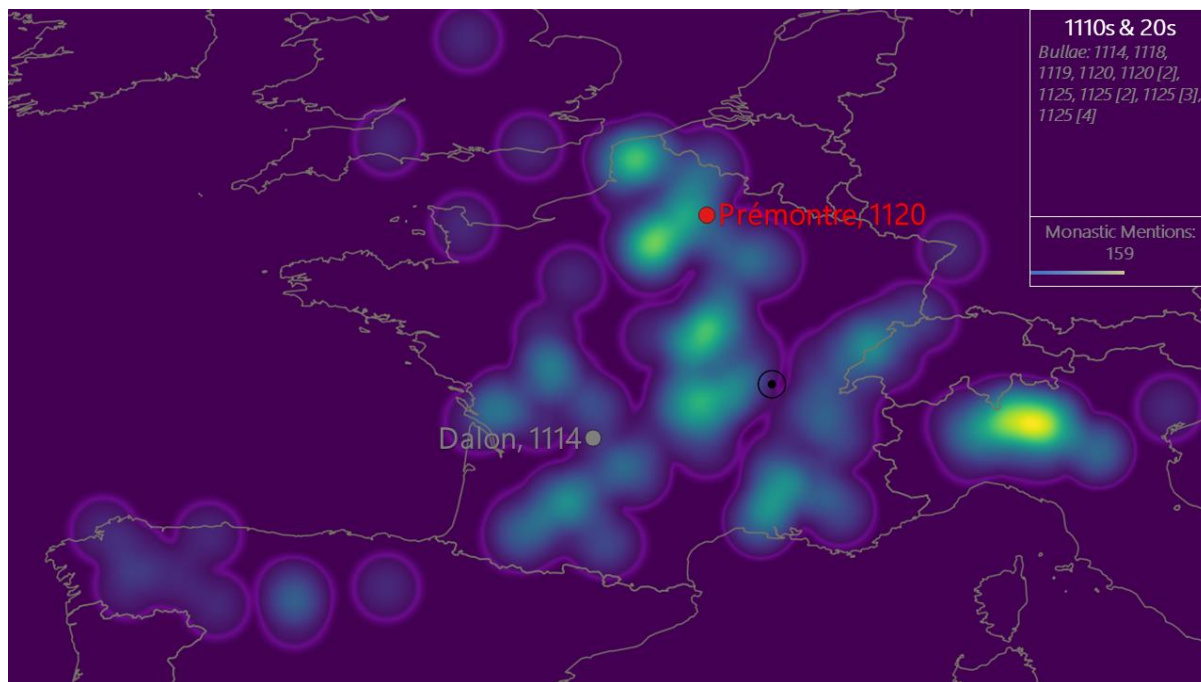 1110s & 20s
Bullae: 1114, 1118,
1119, 1120, 1120 [2],
1125, 1125 [2], 1125 [3],
1125 [4]
Monastic Mentions:
159
Prémontre, 1120
Dalon, 1114